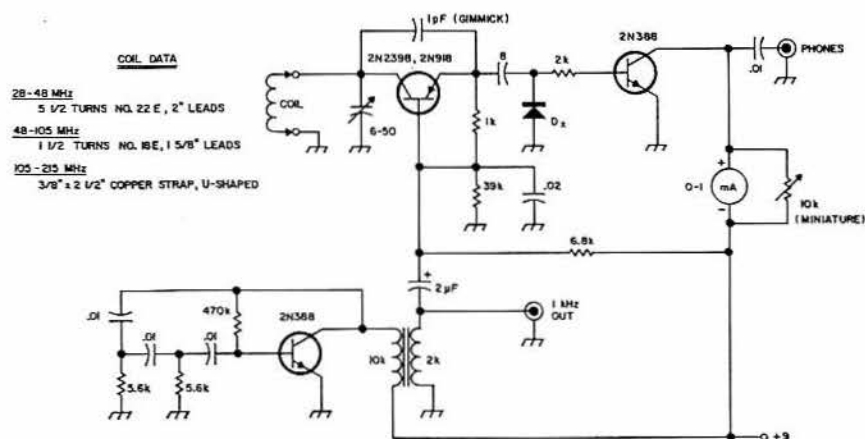 1pF (GIMMICK)
COIL DATA
28-48 MHz
5 1/2 TURNS NO. 22 E, 2" LEADS
48-105 MHz
1 1/2 TURNS NO. 18E, 1 5/8" LEADS
105-215 MHz
3/8" x 2 1/2" COPPER STRAP, U-SHAPED
COIL
6-50
2N2398, 2N918
8
2k
2N388
.01
PHONES
1k
Dx
39k
.02
+
0-1
mA
-
10k
(MINIATURE)
6.8k
+
2µF
1 kHz
OUT
.01
470k
2N388
.01
.01
5.6k
5.6k
10k
2k
+9